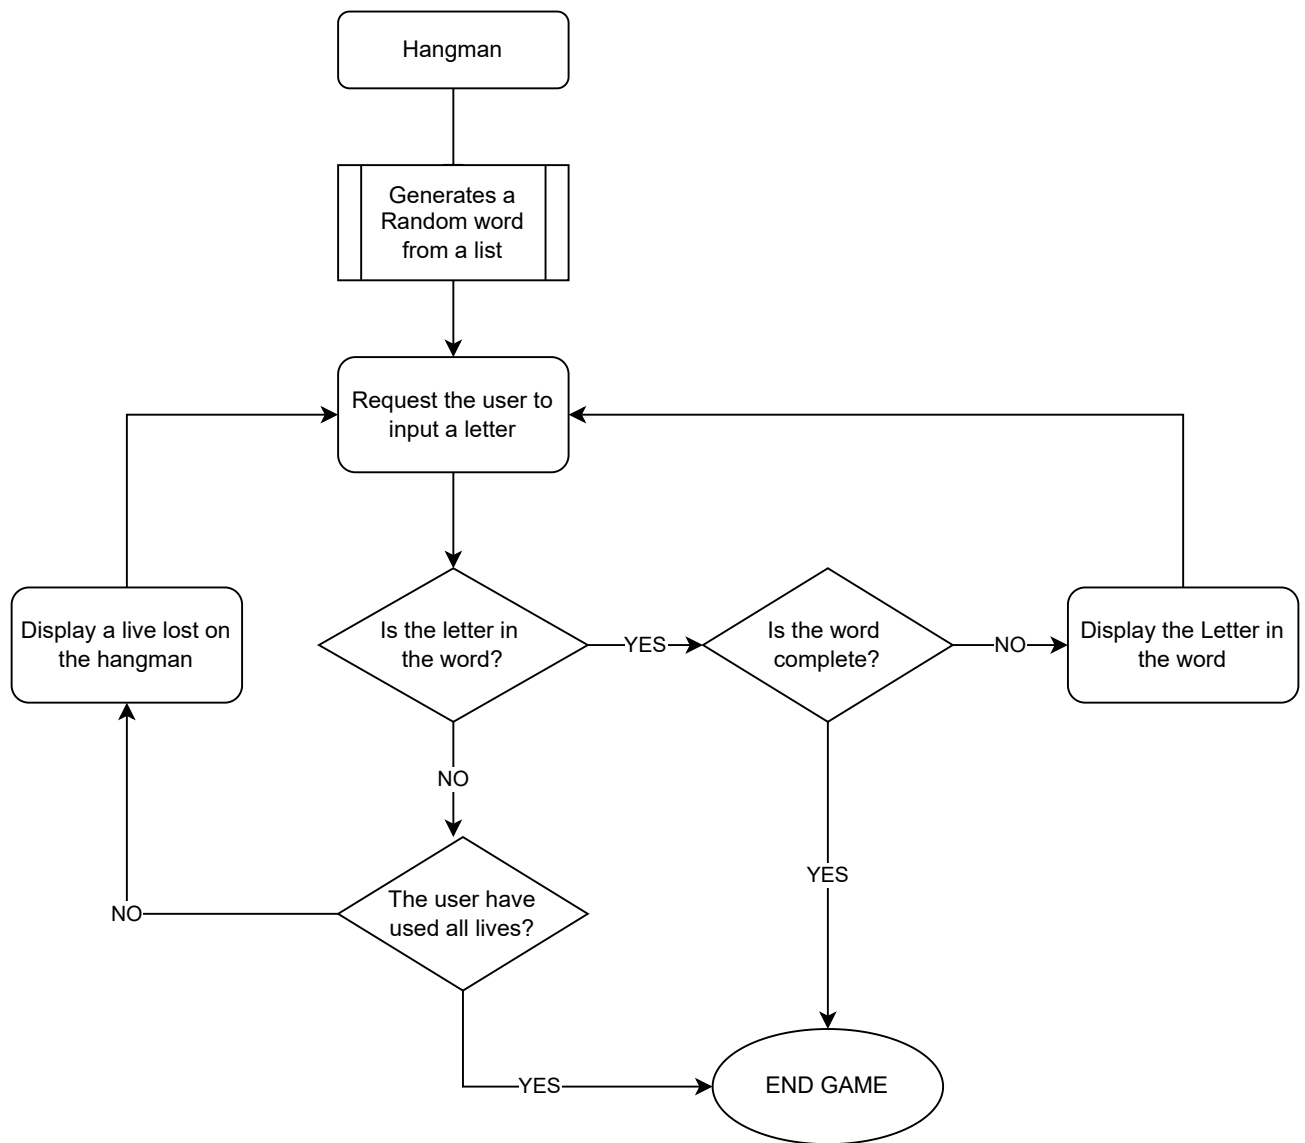 Hangman
Generates a
Random word
from a list
Request the user to
input a letter
Display a live lost on
the hangman
Is the letter in
the word?
YES
Is the word
complete?
NO
Display the Letter in
the word
NO
YES
The user have
used all lives?
NO
YES
END GAME